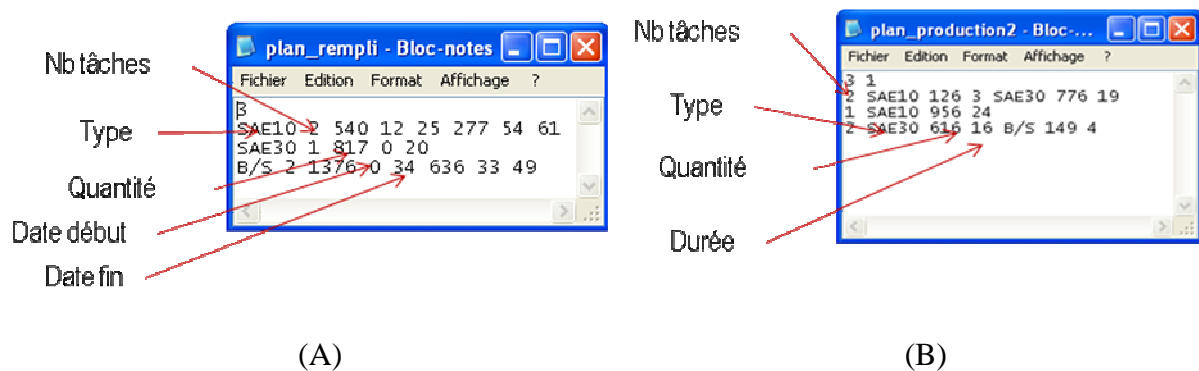 Nb tâches
Type
Quantité
Date début
Date fin
plan_rempli - Bloc-notes
Fichier Edition Format Affichage ?
3
SAE10 2 540 12 25 277 54 61
SAE30 1 817 0 20
B/S 2 1376 0 34 636 33 49
(A)
Nb tâches
Type
Quantité
Durée
plan_production2 - Bloc-...
Fichier Edition Format Affichage ?
3 1
2 SAE10 126 3 SAE30 776 19
1 SAE10 956 24
2 SAE30 616 16 B/S 149 4
(B)